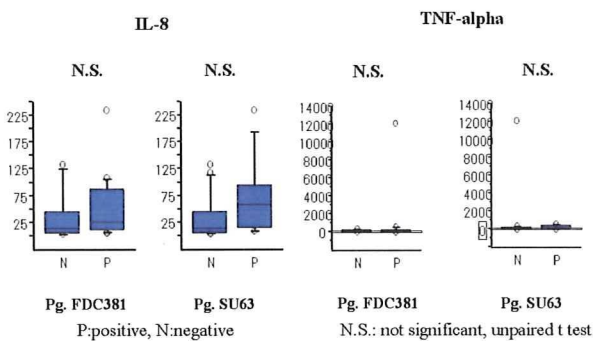 IL-8
TNF-alpha
N.S.
N.S.
N.S.
N.S.
225
175
125
75
25
N
P
225
175
125
75
25
N
P
14000
12000
10000
8000
6000
4000
2000
0
N
P
14000
12000
10000
8000
6000
4000
2000
0
N
P
Pg. FDC381
Pg. SU63
Pg. FDC381
Pg. SU63
P:positive, N:negative
N.S.: not significant, unpaired t test